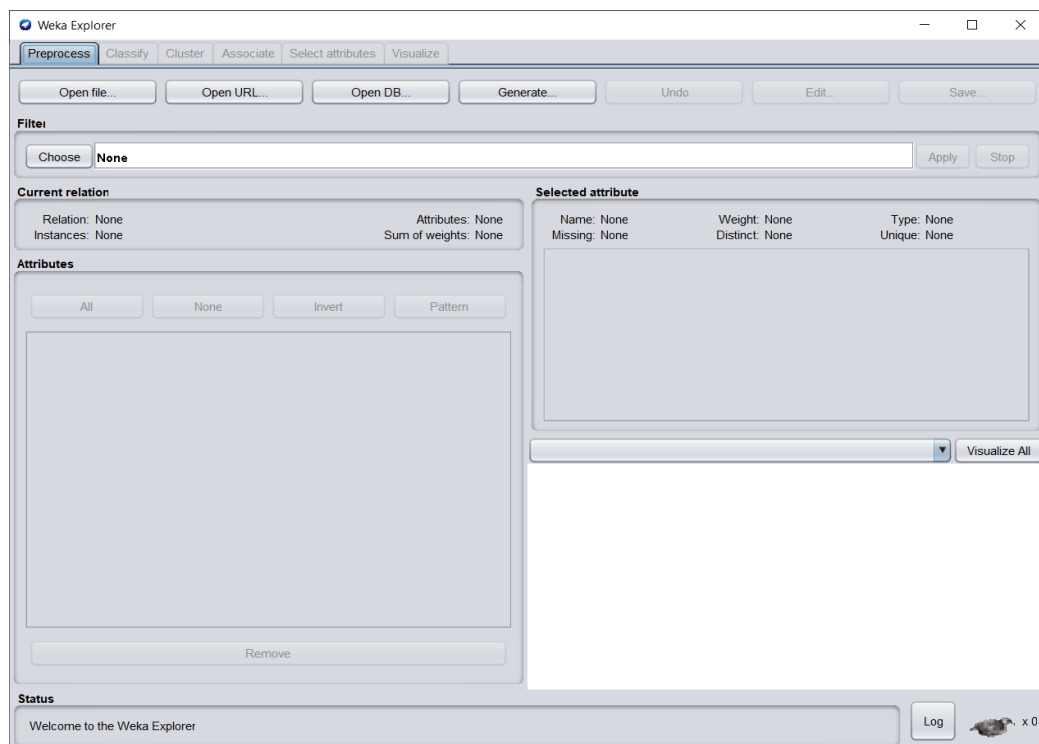 Weka Explorer
Preprocess Classify Cluster Associate Select attributes Visualize
Open file... Open URL... Open DB... Generate... Undo Edit... Save...
Filter
Choose None Apply Stop
Current relation
Relation: None Attributes: None
Instances: None Sum of weights: None
Selected attribute
Name: None Weight: None Type: None
Missing: None Distinct: None Unique: None
Attributes
All None Invert Pattern
Visualize All
Remove
Status
Welcome to the Weka Explorer
Log x 0